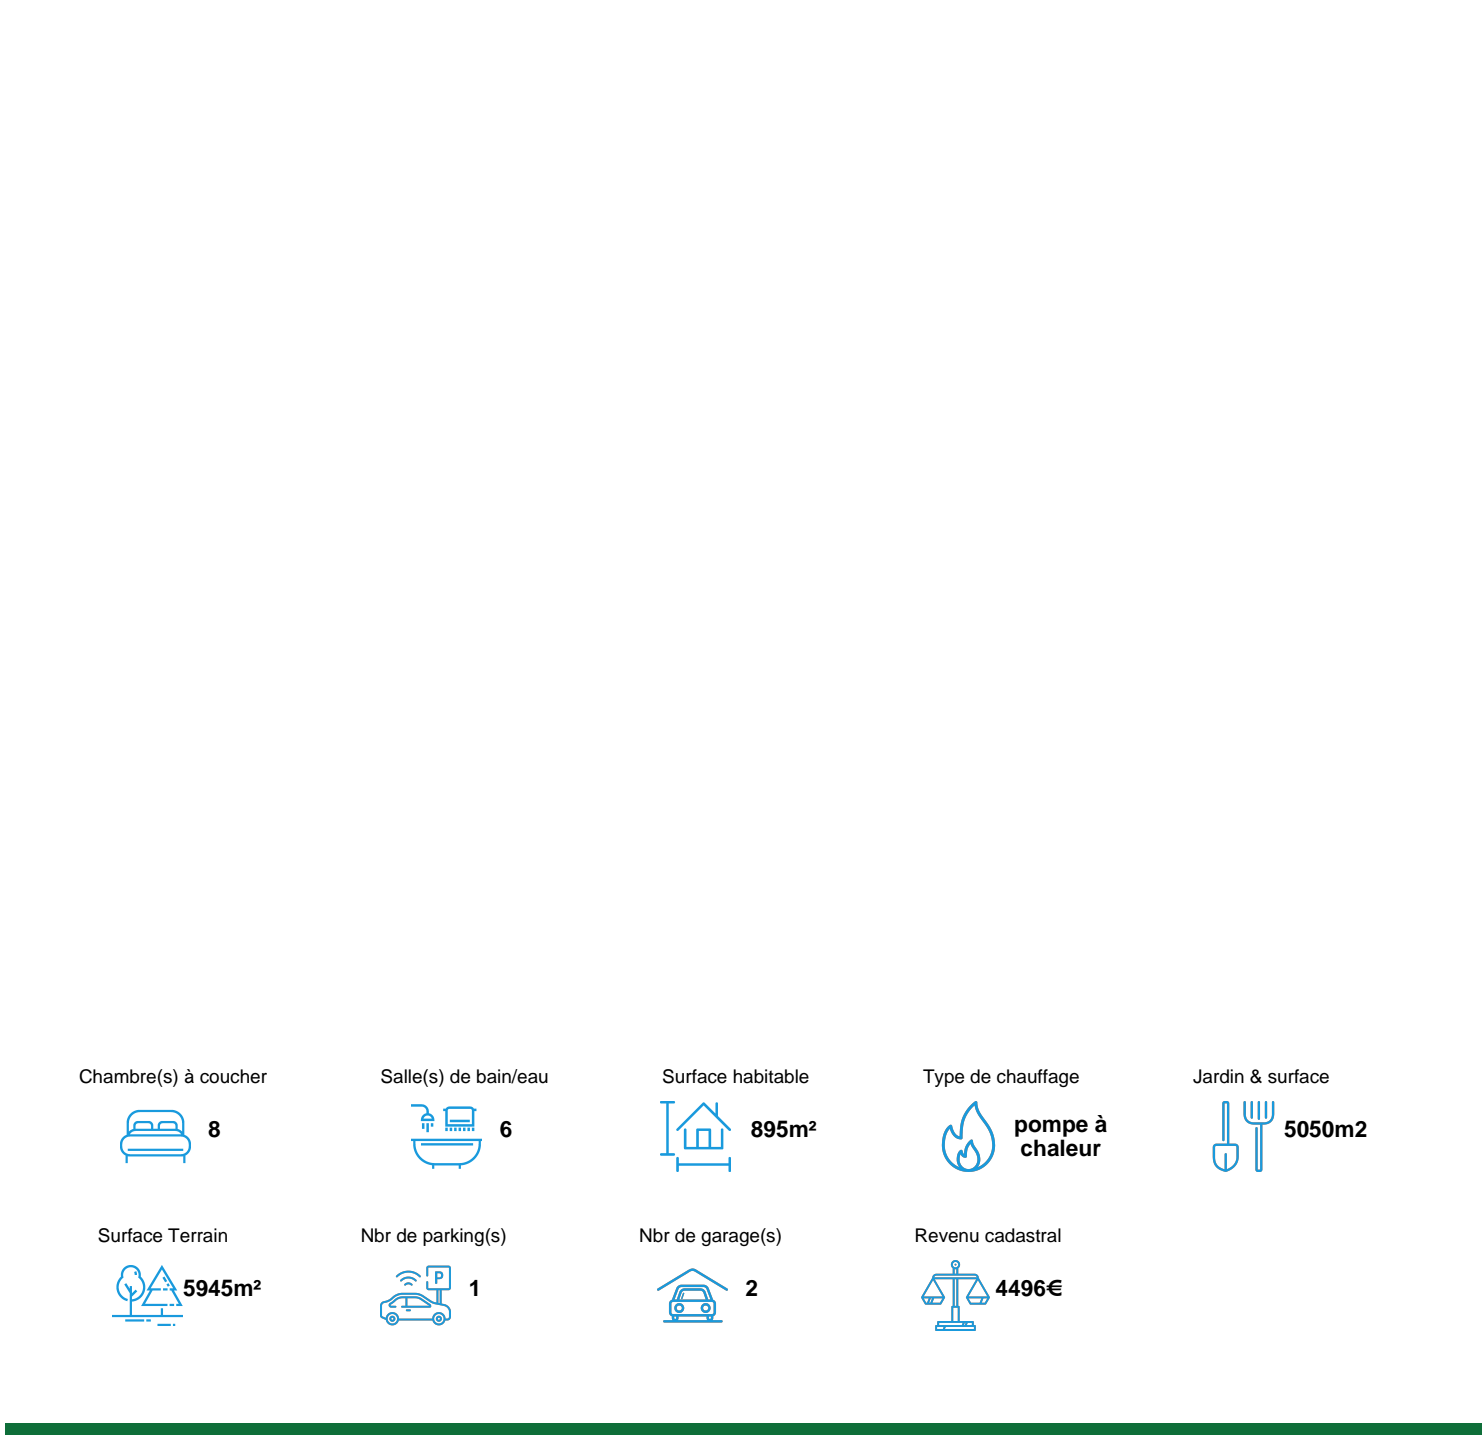 Chambre(s) à coucher
8
Salle(s) de bain/eau
6
Surface habitable
895m²
Type de chauffage
pompe à
chaleur
Jardin & surface
5050m2
Surface Terrain
5945m²
Nbr de parking(s)
P
1
Nbr de garage(s)
2
Revenu cadastral
4496€